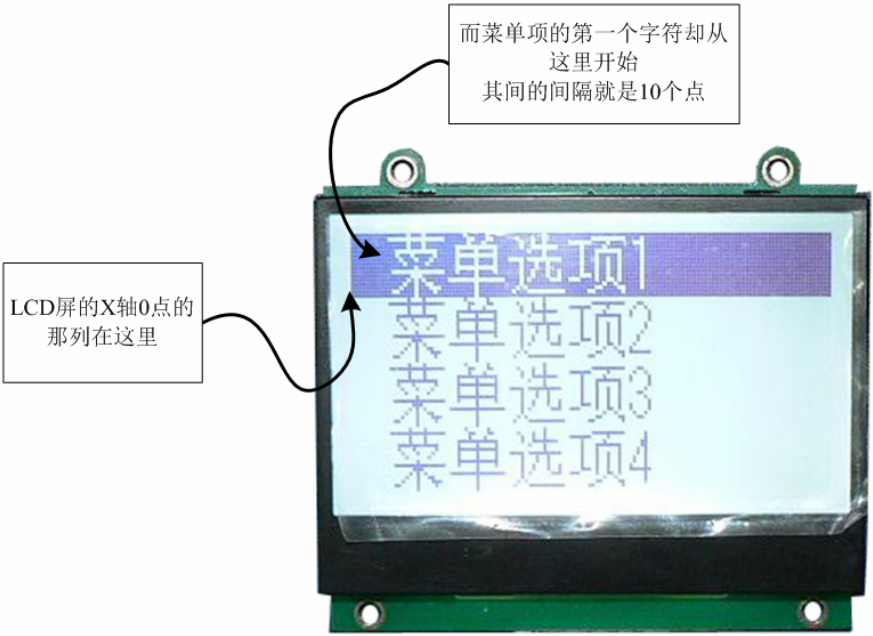 而菜单项的第一个字符却从
这里开始
其间的间隔就是10个点
LCD屏的X轴0点的
那列在这里
菜单选项1
菜单选项2
菜单选项3
菜单选项4